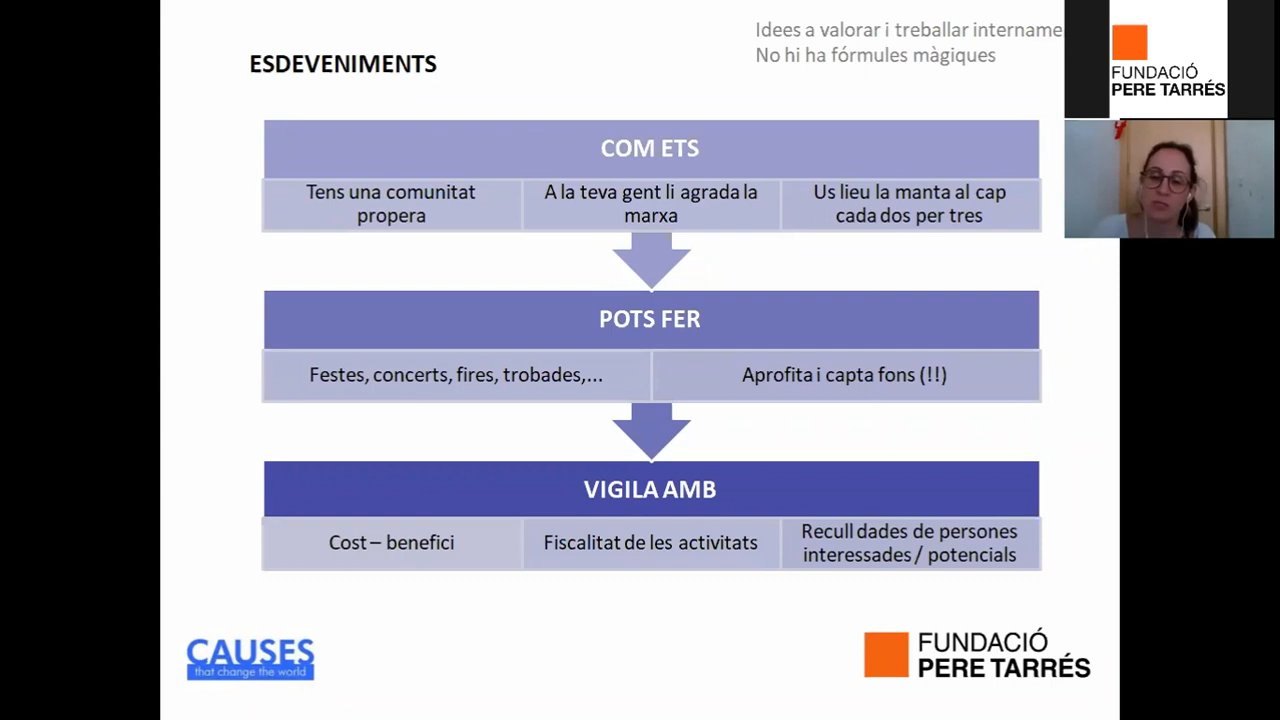 Idees a valorar i treballar intername
No hi ha fórmules màgiques
ESDEVENIMENTS
FUNDACIÓ
PERE TARRÉS
COM ETS
Tens una comunitat
propera
A la teva gent li agrada la
marxa
Us lieu la manta al cap
cada dos per tres
POTS FER
Festes, concerts, fires, trobades,...
Aprofita i capta fons (!!)
VIGILA AMB
Cost – benefici
Fiscalitat de les activitats
Recull dades de persones
interessades / potencials
CAUSES
that change the world
FUNDACIÓ
PERE TARRÉS